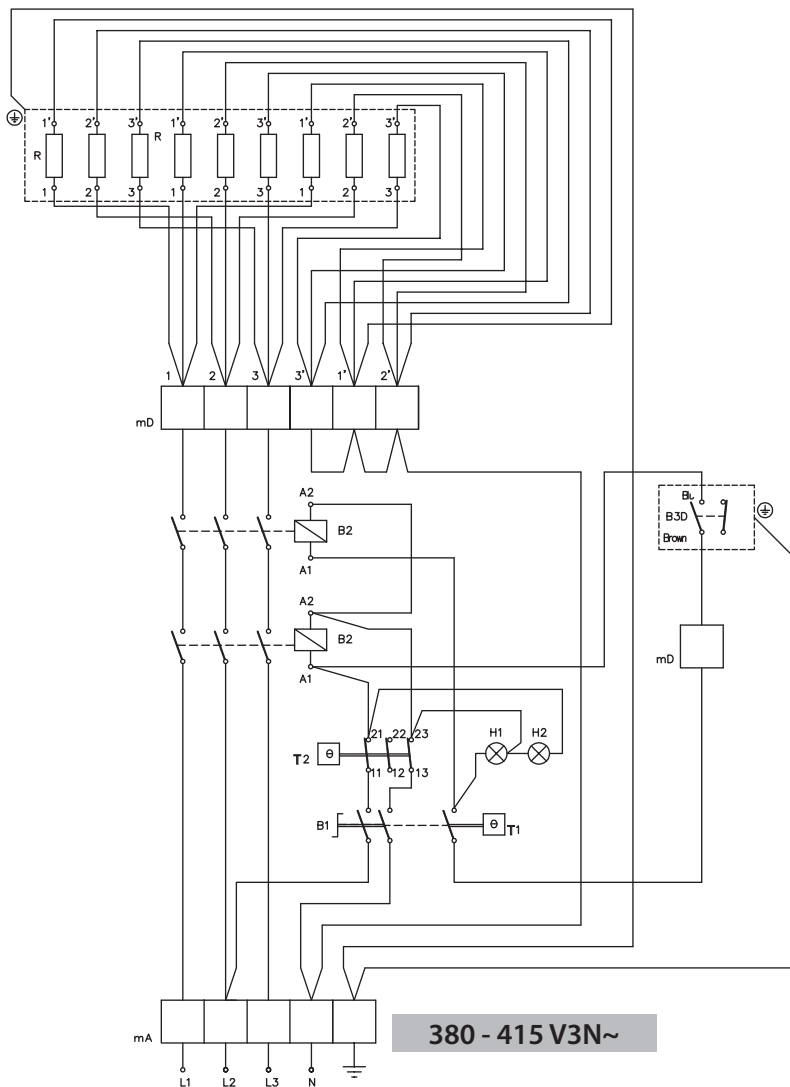 1' 2' 3' 1' 2' 3' 1' 2' 3'
R R
1 2 3 1 2 3 1 2 3
1 2 3 3' 1' 2'
mD
A2
B2
A1
A2
B2
A1
Blu
B3D
Brown
mD
H1 H2
21 22 23
T2 θ
11 12 13
B1 θ T1
mA
380 - 415 V3N~
L1 L2 L3 N